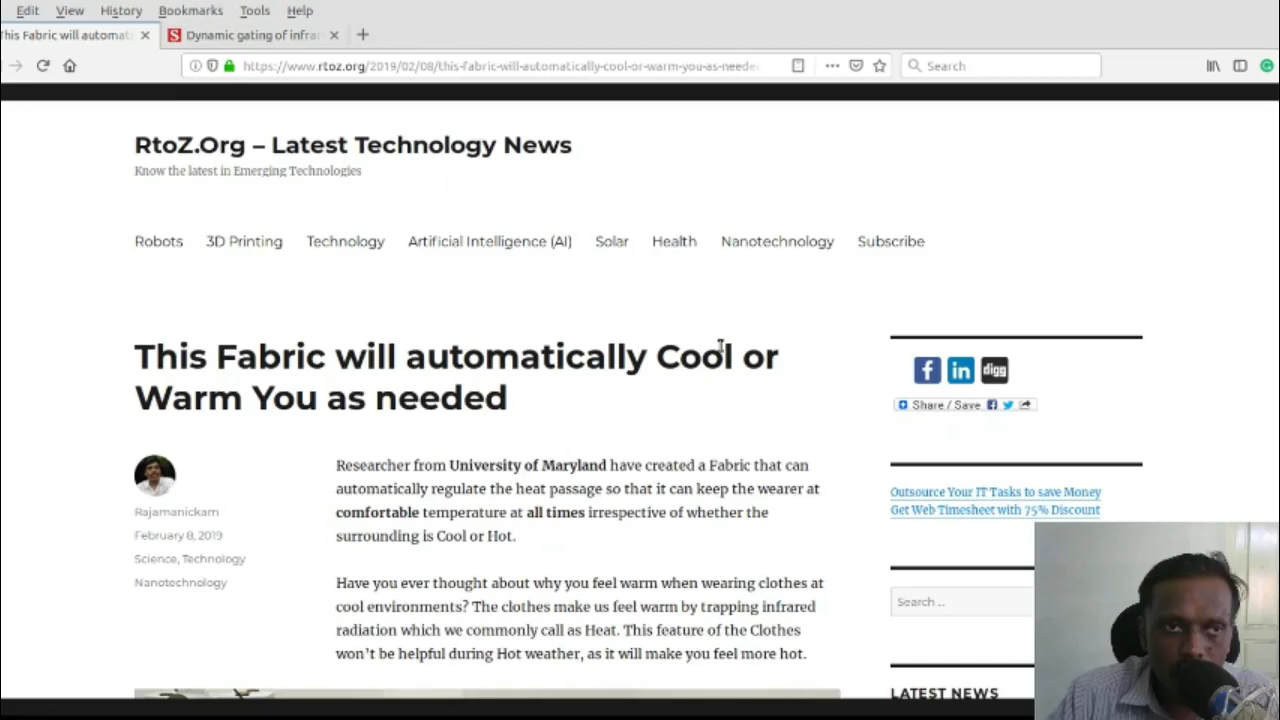 Edit View History Bookmarks Tools Help
This Fabric will automat
Dynamic gating of infra
https://www.rtoz.org/2019/02/08/this-fabric-will-automatically-cool-or-warm-you-as-neede
Search
RtoZ.Org – Latest Technology News
Know the latest in Emerging Technologies
Robots 3D Printing Technology Artificial Intelligence (AI) Solar Health Nanotechnology Subscribe
This Fabric will automatically Cool or
Warm You as needed
Rajamanickam
February 8, 2019
Science, Technology
Nanotechnology
Researcher from University of Maryland have created a Fabric that can
automatically regulate the heat passage so that it can keep the wearer at
comfortable temperature at all times irrespective of whether the
surrounding is Cool or Hot.
Have you ever thought about why you feel warm when wearing clothes at
cool environments? The clothes make us feel warm by trapping infrared
radiation which we commonly call as Heat. This feature of the Clothes
won't be helpful during Hot weather, as it will make you feel more hot.
digg
Share / Save
Outsource Your IT Tasks to save Money
Get Web Timesheet with 75% Discount
Search …
LATEST NEWS